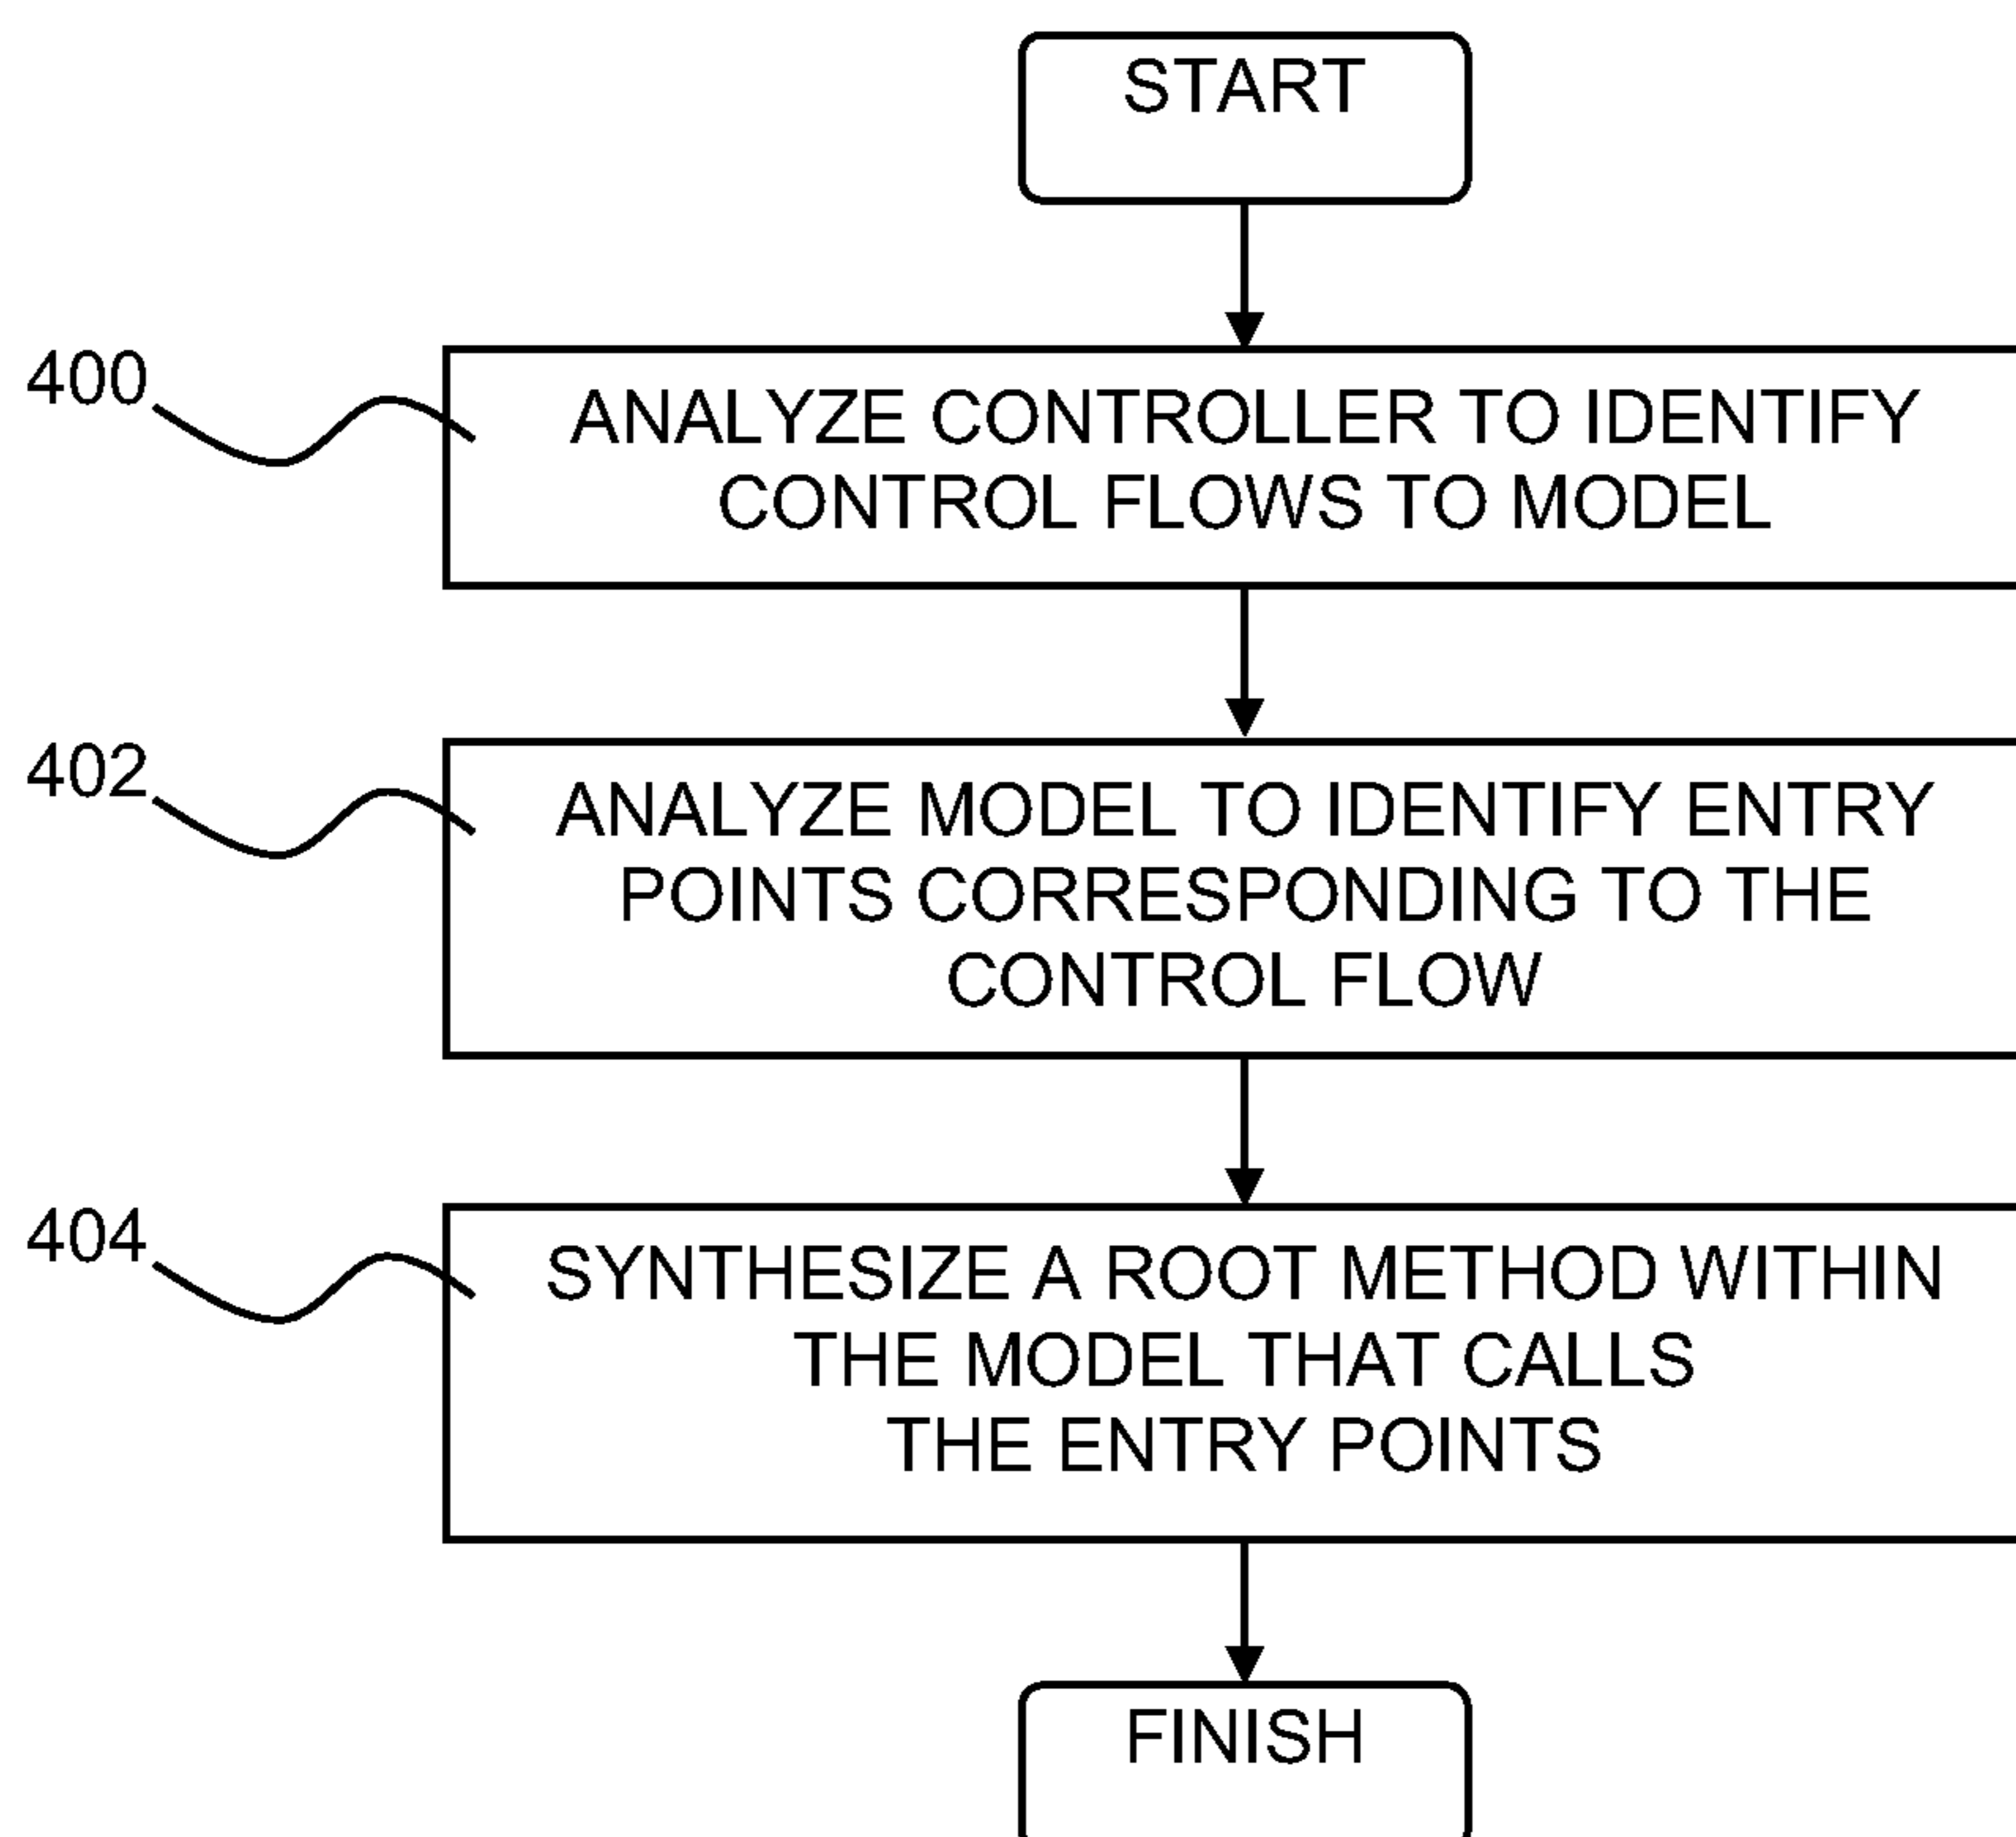 START
400
ANALYZE CONTROLLER TO IDENTIFY
CONTROL FLOWS TO MODEL
402
ANALYZE MODEL TO IDENTIFY ENTRY
POINTS CORRESPONDING TO THE
CONTROL FLOW
404
SYNTHESIZE A ROOT METHOD WITHIN
THE MODEL THAT CALLS
THE ENTRY POINTS
FINISH